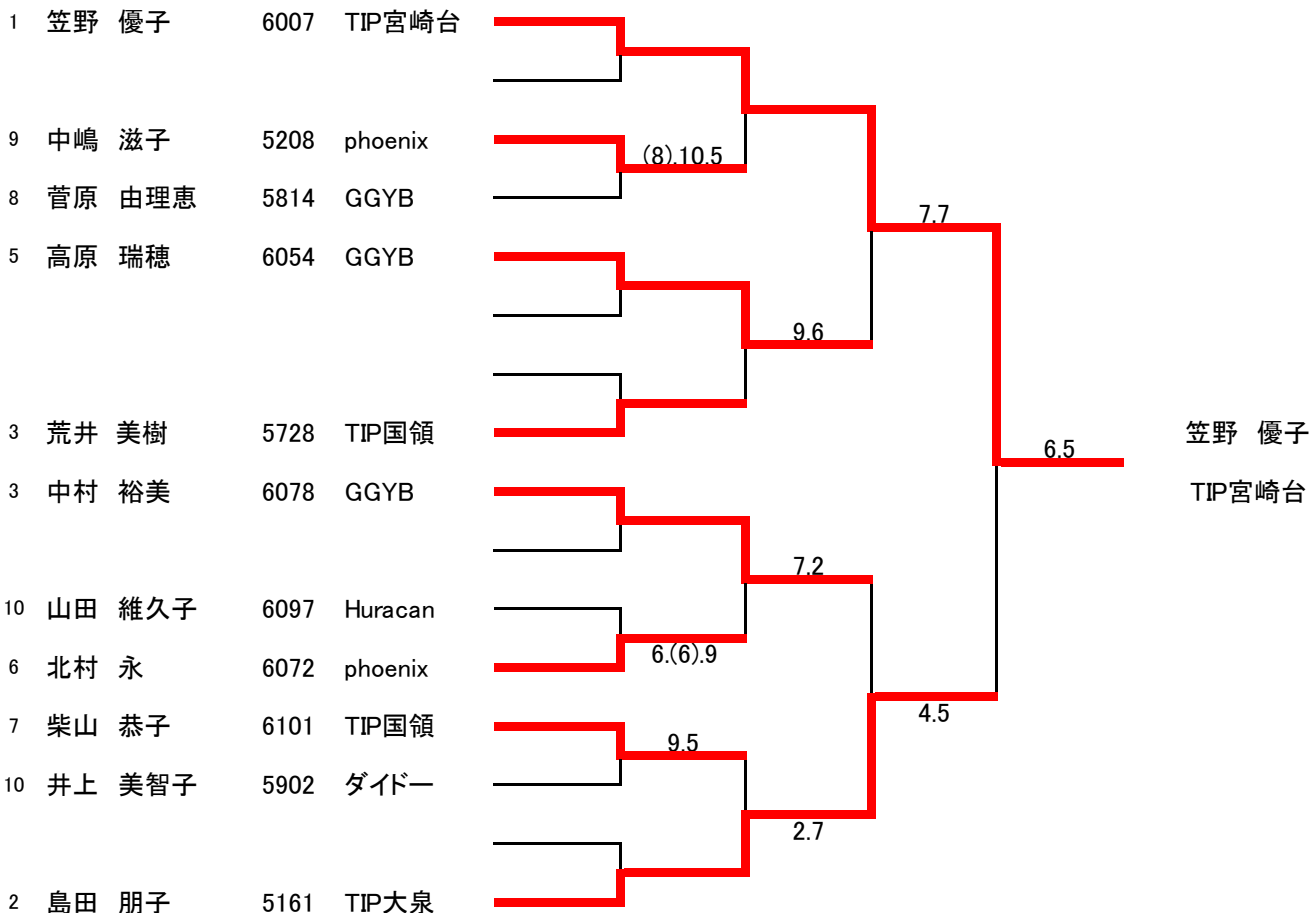 1 笠野 優子 6007 TIP宮崎台
9 中嶋 滋子 5208 phoenix
(8).10.5
8 菅原 由理恵 5814 GGYB
7.7
5 高原 瑞穂 6054 GGYB
9.6
3 荒井 美樹 5728 TIP国領
6.5
笠野 優子
3 中村 裕美 6078 GGYB
TIP宮崎台
7.2
10 山田 維久子 6097 Huracan
6.(6).9
6 北村 永 6072 phoenix
4.5
7 柴山 恭子 6101 TIP国領
9.5
10 井上 美智子 5902 ダイドー
2.7
2 島田 朋子 5161 TIP大泉